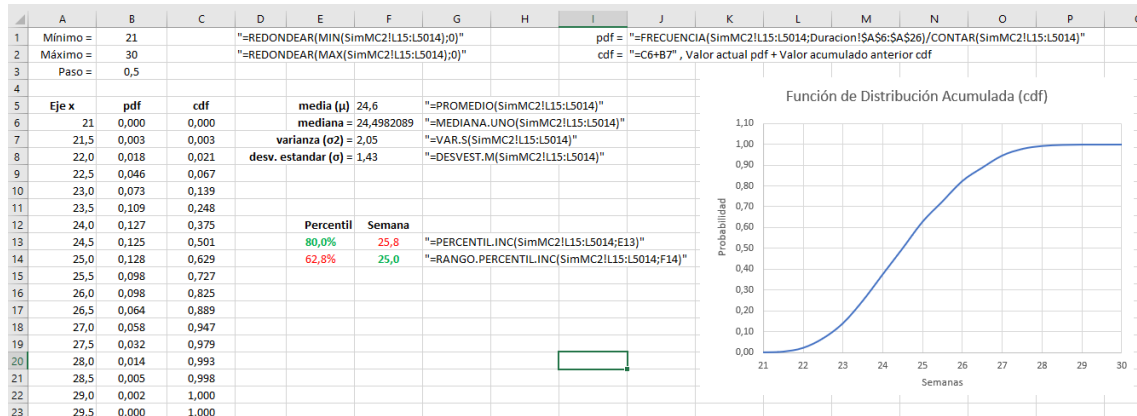 A B C D E F G H I J K L M N O P
1 Mínimo = 21 "=REDONDEAR(MIN(SimMC2!L15:L5014);0)" pdf = "=FRECUENCIA(SimMC2!L15:L5014;Duracion!$A$6:$A$26)/CONTAR(SimMC2!L15:L5014)"
2 Máximo = 30 "=REDONDEAR(MAX(SimMC2!L15:L5014);0)" cdf = "=C6+B7" , Valor actual pdf + Valor acumulado anterior cdf
3 Paso = 0,5
4
5 Eje x pdf cdf media (μ) 24,6 "=PROMEDIO(SimMC2!L15:L5014)"
6 21 0,000 0,000 mediana = 24,4982089 "=MEDIANA.UNO(SimMC2!L15:L5014)"
7 21,5 0,003 0,003 varianza (σ2) = 2,05 "=VAR.S(SimMC2!L15:L5014)"
8 22,0 0,018 0,021 desv. estandar (σ) = 1,43 "=DESVEST.M(SimMC2!L15:L5014)"
9 22,5 0,046 0,067
10 23,0 0,073 0,139
11 23,5 0,109 0,248
12 24,0 0,127 0,375 Percentil Semana
13 24,5 0,125 0,501 80,0% 25,8 "=PERCENTIL.INC(SimMC2!L15:L5014;E13)"
14 25,0 0,128 0,629 62,8% 25,0 "=RANGO.PERCENTIL.INC(SimMC2!L15:L5014;F14)"
15 25,5 0,098 0,727
16 26,0 0,098 0,825
17 26,5 0,064 0,889
18 27,0 0,058 0,947
19 27,5 0,032 0,979
20 28,0 0,014 0,993
21 28,5 0,005 0,998
22 29,0 0,002 1,000
23 29,5 0,000 1,000
Función de Distribución Acumulada (cdf)
1,10
1,00
0,90
0,80
0,70
0,60
0,50
0,40
0,30
0,20
0,10
0,00
Probabilidad
21 22 23 24 25 26 27 28 29 30
Semanas